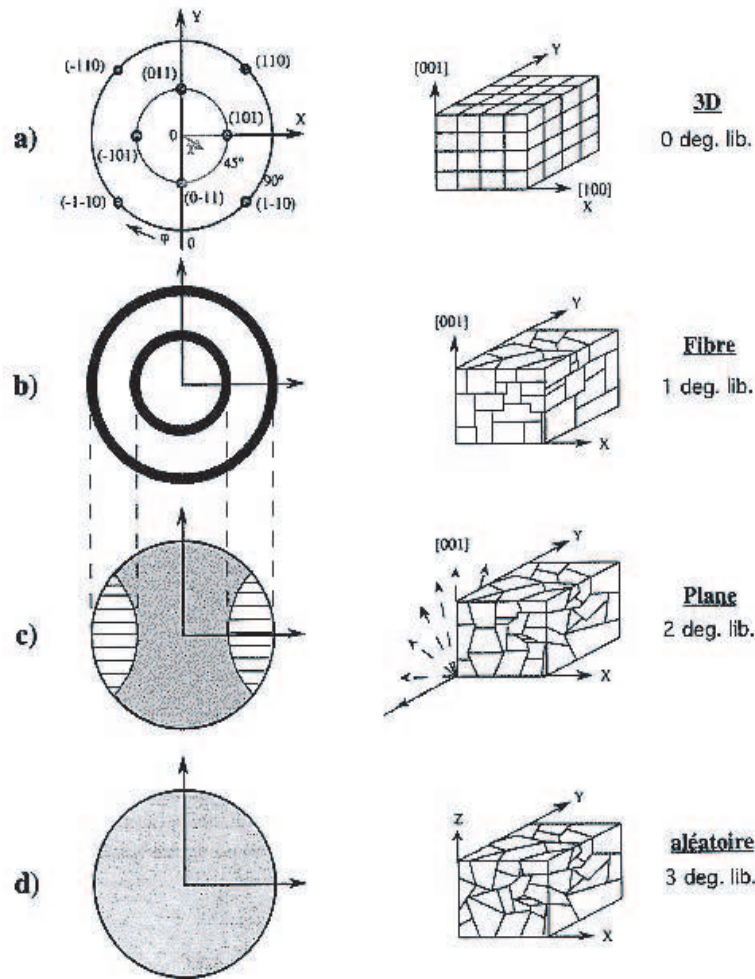 a)
Y
(-110)
(011)
(110)
X
(101)
0
(-101)
45°
90°
(-1-10)
(0-11)
(1-10)
φ
0
[001]
Y
[100]
X
3D
0 deg. lib.
b)
[001]
Y
X
Fibre
1 deg. lib.
c)
[001]
Y
X
Plane
2 deg. lib.
d)
Z
Y
X
aléatoire
3 deg. lib.